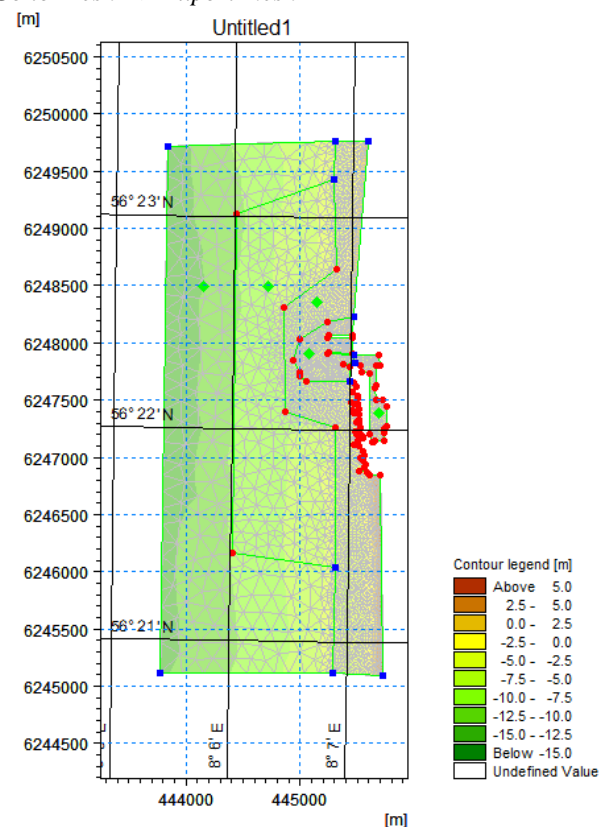 [m]
Untitled1
6250500
6250000
6249500
6249000
6248500
6248000
6247500
6247000
6246500
6246000
6245500
6245000
6244500
56° 23' N
56° 22' N
56° 21' N
8° 6' E
8° 7' E
444000 445000
[m]
Contour legend [m]
Above 5.0
2.5 - 5.0
0.0 - 2.5
-2.5 - 0.0
-5.0 - -2.5
-7.5 - -5.0
-10.0 - -7.5
-12.5 - -10.0
-15.0 - -12.5
Below -15.0
Undefined Value